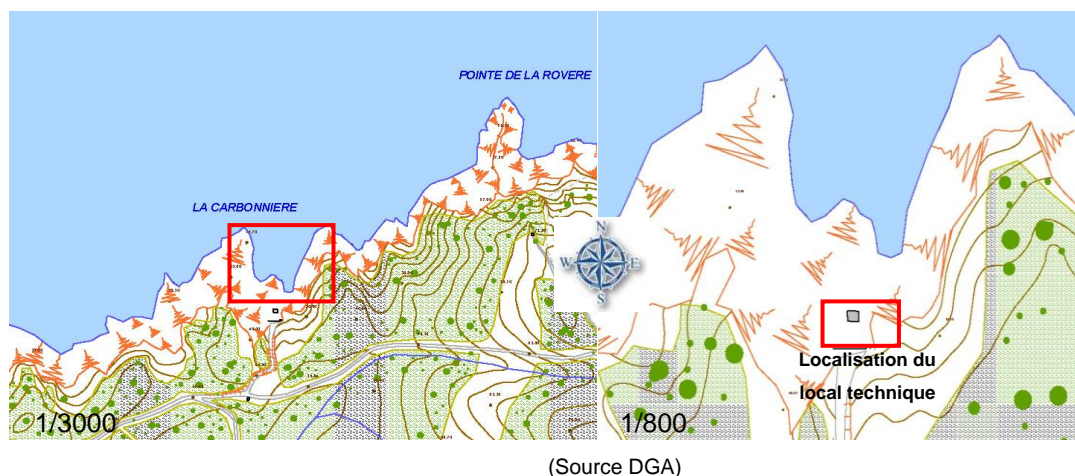 POINTE DE LA ROVERE
LA CARBONNIERE
N
W E
S
Localisation du
local technique
1/3000
1/800
(Source DGA)